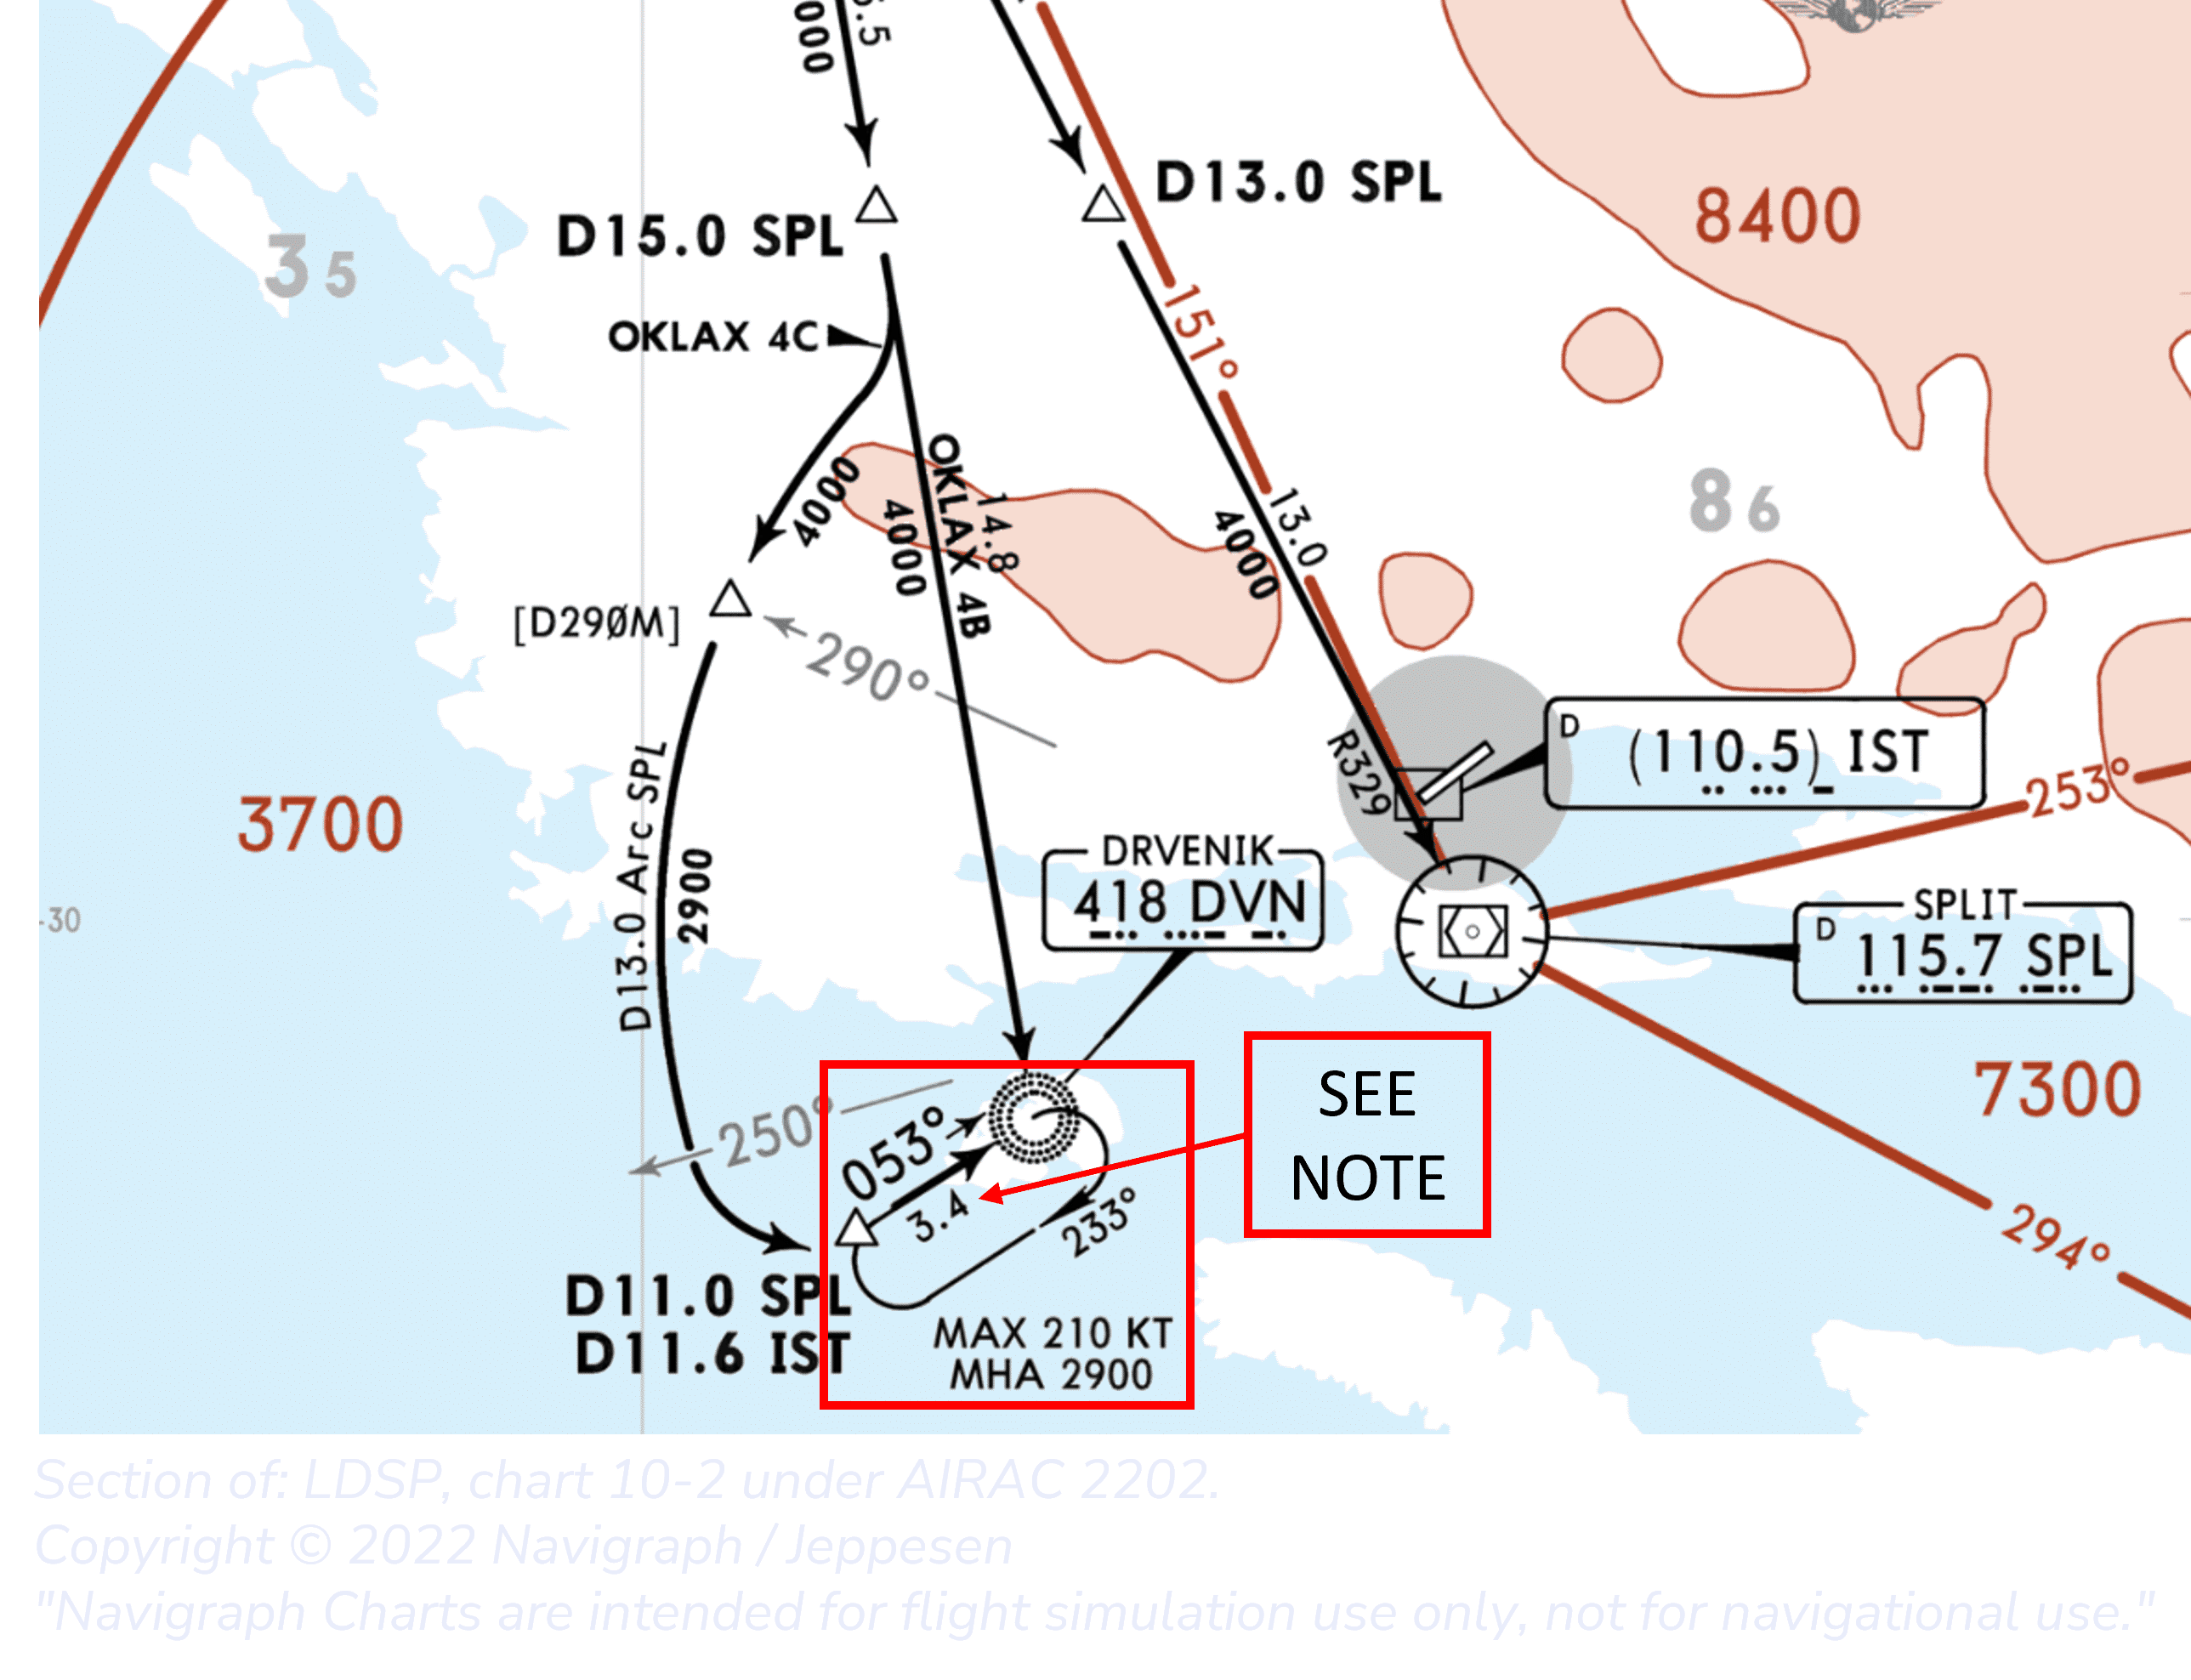 000
5.5
D13.0 SPL
D15.0 SPL
8400
35
151°
OKLAX 4C
4000
OKLAX 4B
14.8
4000
13.0
4000
86
[D290M]
290°
R329
D
(110.5) IST
253°
D13.0 Arc SPL
2900
3700
DRVENIK
418 DVN
SPLIT
D
115.7 SPL
30
SEE
NOTE
7300
250°
053°
3.4
233°
294°
D11.0 SPL
D11.6 IST
MAX 210 KT
MHA 2900
Section of: LDSP, chart 10-2 under AIRAC 2202.
Copyright © 2022 Navigraph / Jeppesen
"Navigraph Charts are intended for flight simulation use only, not for navigational use."